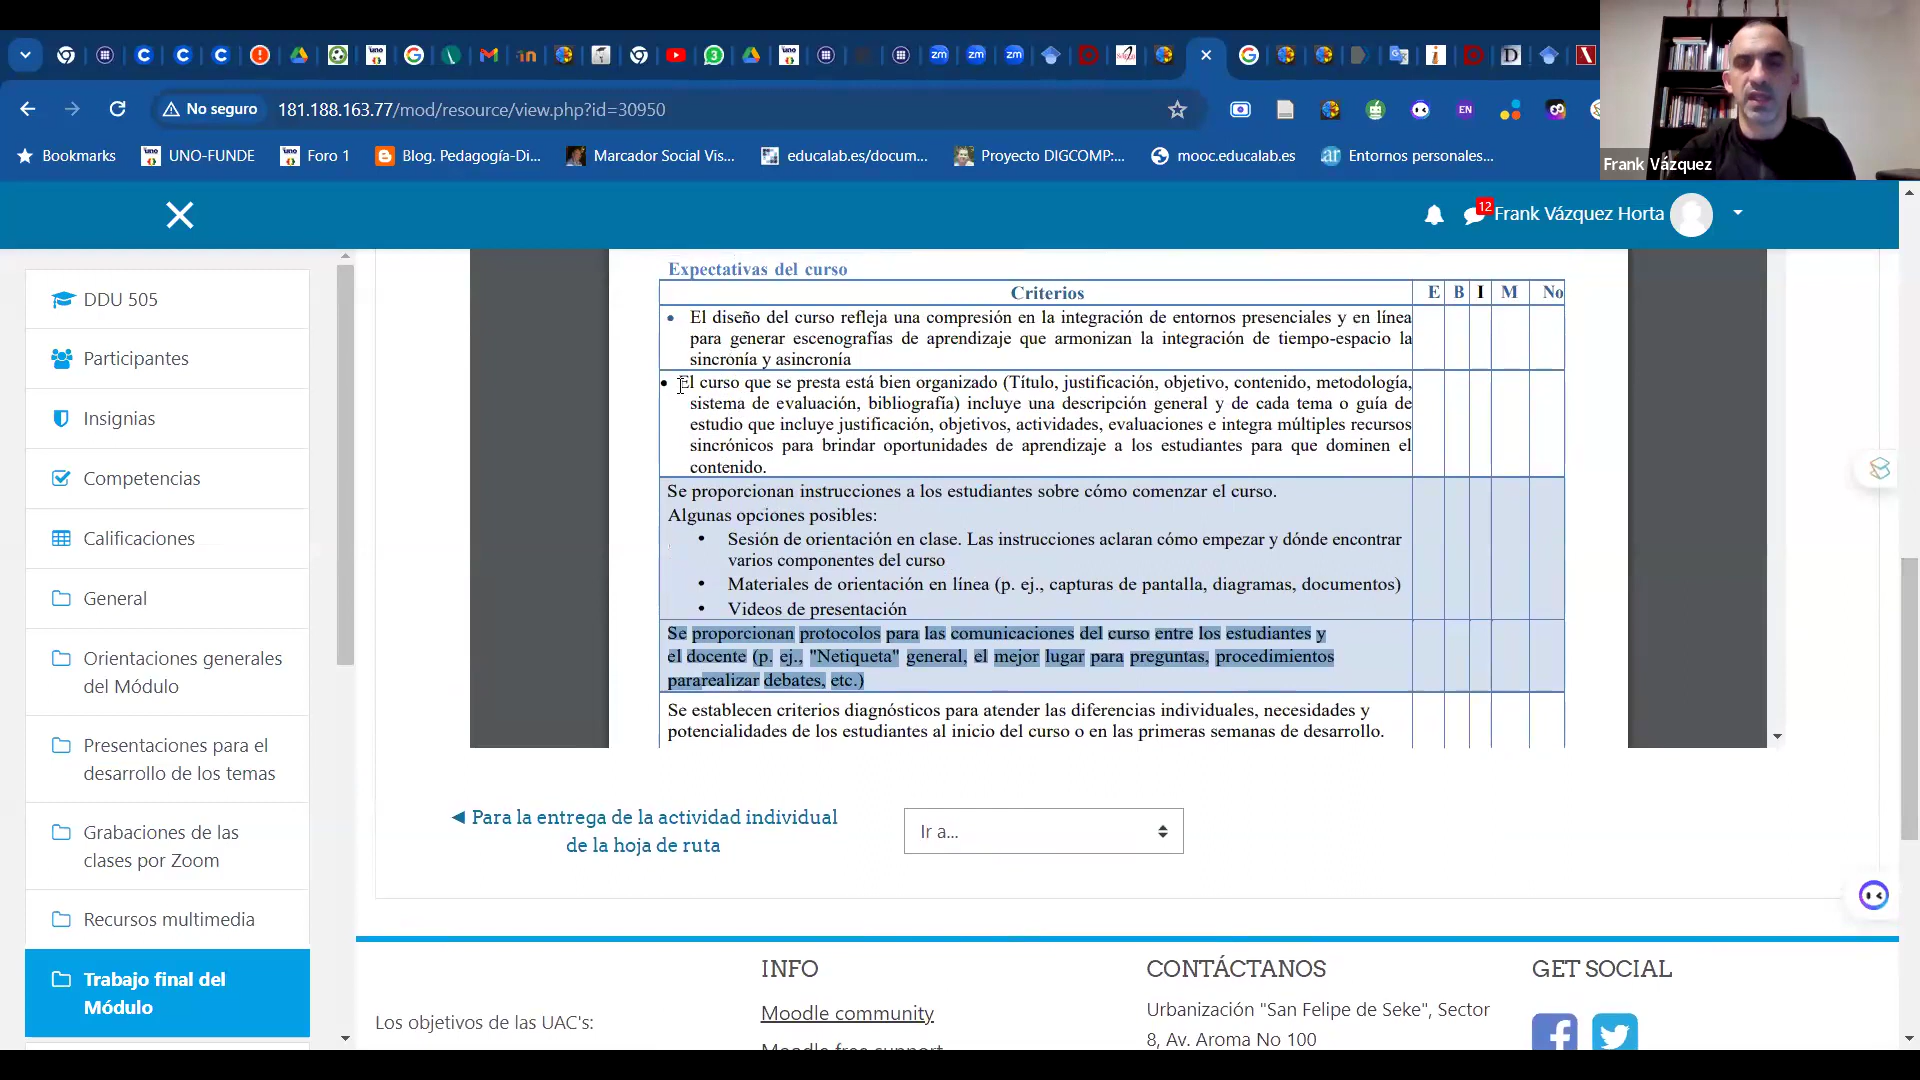 No seguro
181.188.163.77/mod/resource/view.php?id=30950
EN
Bookmarks
UNO-FUNDE
Foro 1
Blog. Pedagogía-Di...
Marcador Social Vis...
educalab.es/docum...
Proyecto DIGCOMP:...
mooc.educalab.es
Entornos personales...
Frank Vázquez
12
Frank Vázquez Horta
DDU 505
Participantes
Insignias
Competencias
Calificaciones
General
Orientaciones generales
del Módulo
Presentaciones para el
desarrollo de los temas
Grabaciones de las
clases por Zoom
Recursos multimedia
Trabajo final del
Módulo
Expectativas del curso
Criterios E B I M No
• El diseño del curso refleja una compresión en la integración de entornos presenciales y en línea
para generar escenografías de aprendizaje que armonizan la integración de tiempo-espacio la
sincronía y asincronía
• El curso que se presta está bien organizado (Título, justificación, objetivo, contenido, metodología,
sistema de evaluación, bibliografía) incluye una descripción general y de cada tema o guía de
estudio que incluye justificación, objetivos, actividades, evaluaciones e integra múltiples recursos
sincrónicos para brindar oportunidades de aprendizaje a los estudiantes para que dominen el
contenido.
Se proporcionan instrucciones a los estudiantes sobre cómo comenzar el curso.
Algunas opciones posibles:
• Sesión de orientación en clase. Las instrucciones aclaran cómo empezar y dónde encontrar
varios componentes del curso
• Materiales de orientación en línea (p. ej., capturas de pantalla, diagramas, documentos)
• Videos de presentación
Se proporcionan protocolos para las comunicaciones del curso entre los estudiantes y
el docente (p. ej., "Netiqueta" general, el mejor lugar para preguntas, procedimientos
pararealizar debates, etc.)
Se establecen criterios diagnósticos para atender las diferencias individuales, necesidades y
potencialidades de los estudiantes al inicio del curso o en las primeras semanas de desarrollo.
◄ Para la entrega de la actividad individual
de la hoja de ruta
Ir a...
Los objetivos de las UAC's:
INFO
Moodle community
Moodle free support
CONTÁCTANOS
Urbanización "San Felipe de Seke", Sector
8, Av. Aroma No 100
GET SOCIAL